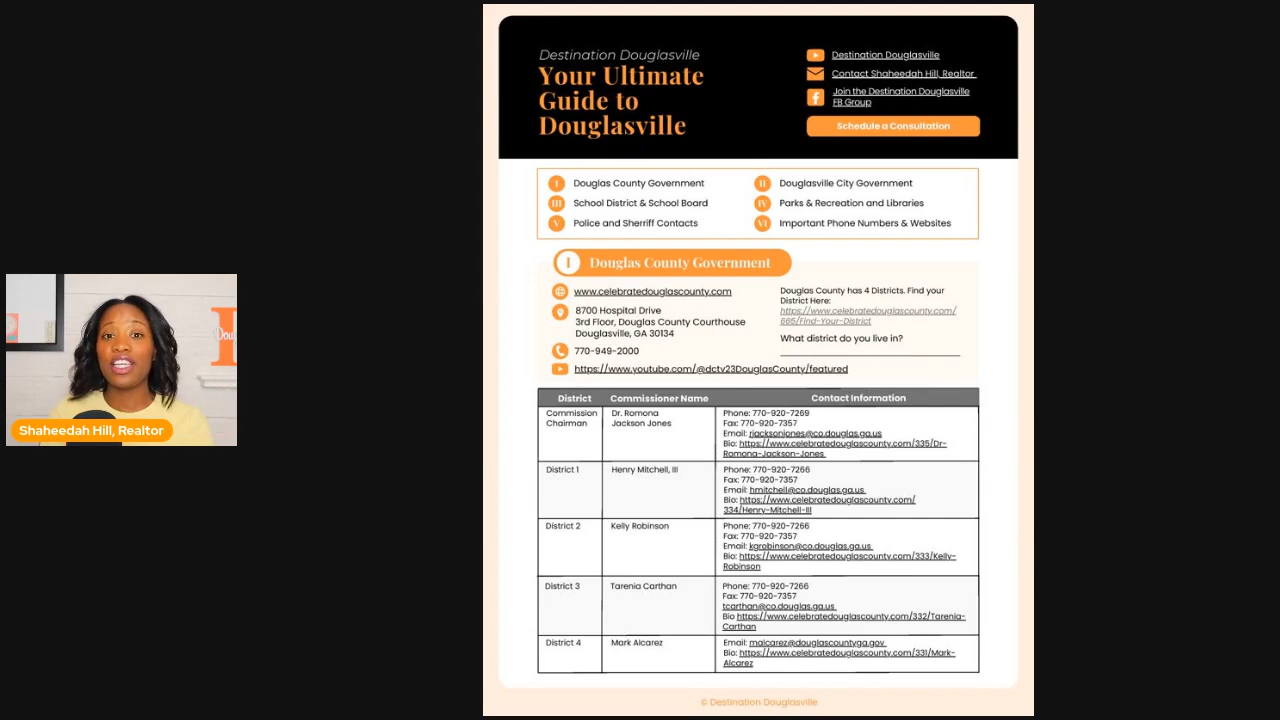 Destination Douglasville
Your Ultimate
Guide to
Douglasville
Destination Douglasville
Contact Shaheedah Hill, Realtor
Join the Destination Douglasville
FB Group
Schedule a Consultation
I Douglas County Government
II Douglasville City Government
III School District & School Board
IV Parks & Recreation and Libraries
V Police and Sherriff Contacts
VI Important Phone Numbers & Websites
I Douglas County Government
www.celebratedouglascounty.com
8700 Hospital Drive
3rd Floor, Douglas County Courthouse
Douglasville, GA 30134
770-949-2000
https://www.youtube.com/@dctv23DouglasCounty/featured
Douglas County has 4 Districts. Find your
District Here:
https://www.celebratedouglascounty.com/
665/Find-Your-District
What district do you live in?
District Commissioner Name Contact Information
Commission
Chairman
Dr. Romona
Jackson Jones
Phone: 770-920-7269
Fax: 770-920-7357
Email: rjacksonjones@co.douglas.ga.us
Bio: https://www.celebratedouglascounty.com/335/Dr-
Romona-Jackson-Jones
District 1
Henry Mitchell, III
Phone: 770-920-7266
Fax: 770-920-7357
Email: hmitchell@co.douglas.ga.us
Bio: https://www.celebratedouglascounty.com/
334/Henry-Mitchell-III
District 2
Kelly Robinson
Phone: 770-920-7266
Fax: 770-920-7357
Email: kgrobinson@co.douglas.ga.us
Bio: https://www.celebratedouglascounty.com/333/Kelly-
Robinson
District 3
Tarenia Carthan
Phone: 770-920-7266
Fax: 770-920-7357
tcarthan@co.douglas.ga.us
Bio https://www.celebratedouglascounty.com/332/Tarenia-
Carthan
District 4
Mark Alcarez
Email: malcarez@douglascountyga.gov
Bio: https://www.celebratedouglascounty.com/331/Mark-
Alcarez
© Destination Douglasville
Shaheedah Hill, Realtor